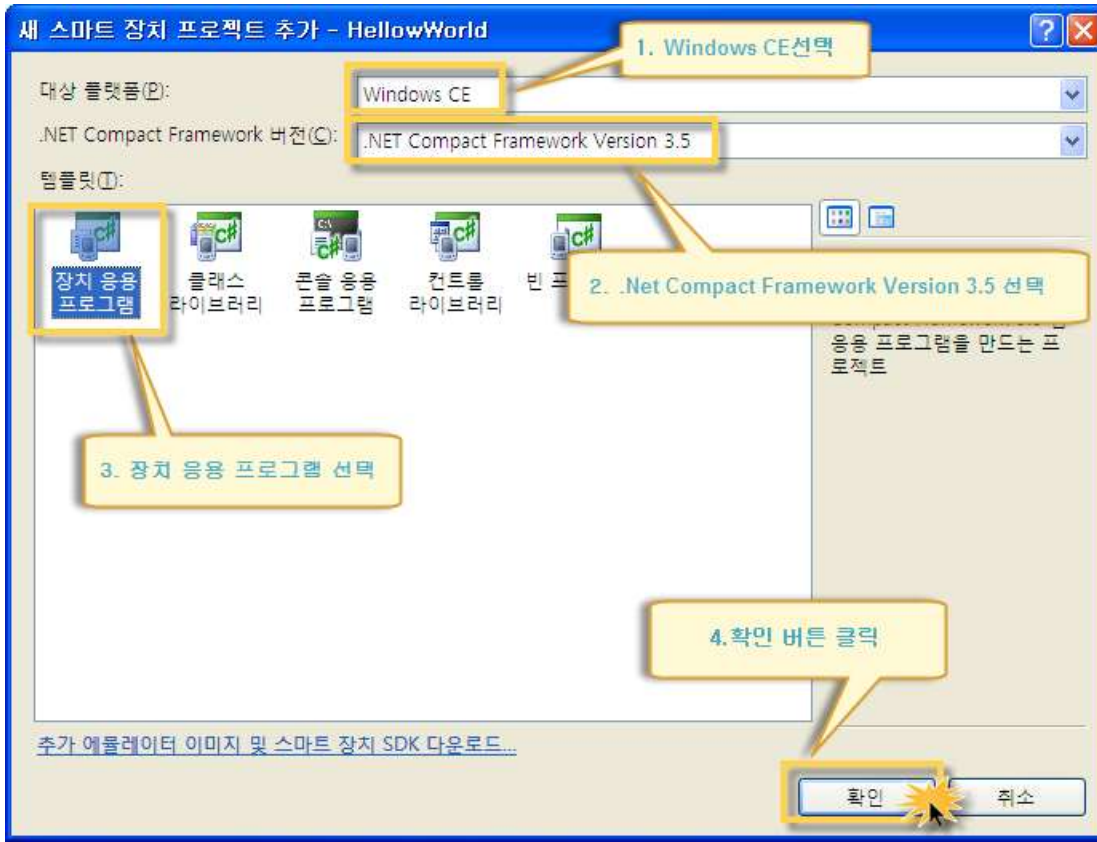 새 스마트 장치 프로젝트 추가 - HellowWorld
1. Windows CE선택
대상 플랫폼(P):
Windows CE
.NET Compact Framework 버전(C):
.NET Compact Framework Version 3.5
템플릿(T):
장치 응용
프로그램
클래스
라이브러리
콘솔 응용
프로그램
컨트롤
라이브러리
빈
2. .Net Compact Framework Version 3.5 선택
응용 프로그램을 만드는 프
로젝트
3. 장치 응용 프로그램 선택
4.확인 버튼 클릭
추가 에뮬레이터 이미지 및 스마트 장치 SDK 다운로드...
확인
취소